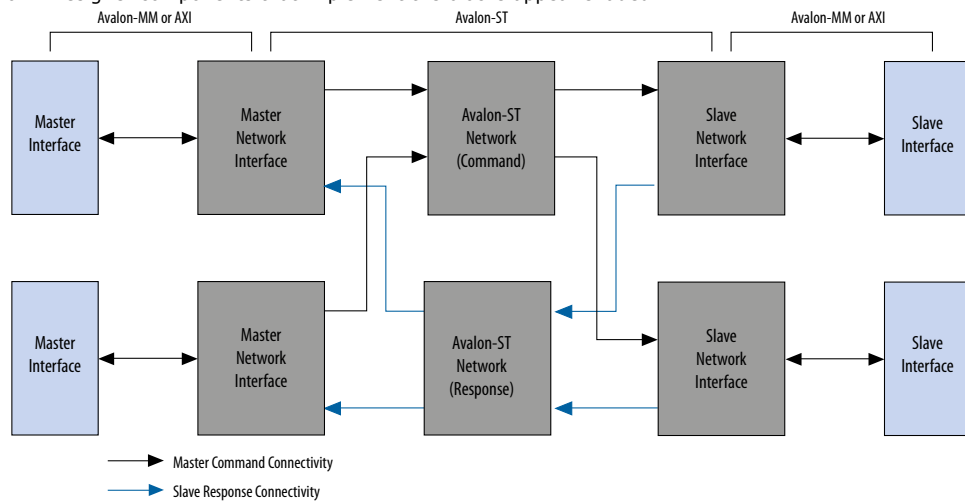 Avalon-MM or AXI
Avalon-ST
Avalon-MM or AXI
Master
Interface
Master
Network
Interface
Avalon-ST
Network
(Command)
Slave
Network
Interface
Slave
Interface
Master
Interface
Master
Network
Interface
Avalon-ST
Network
(Response)
Slave
Network
Interface
Slave
Interface
Master Command Connectivity
Slave Response Connectivity